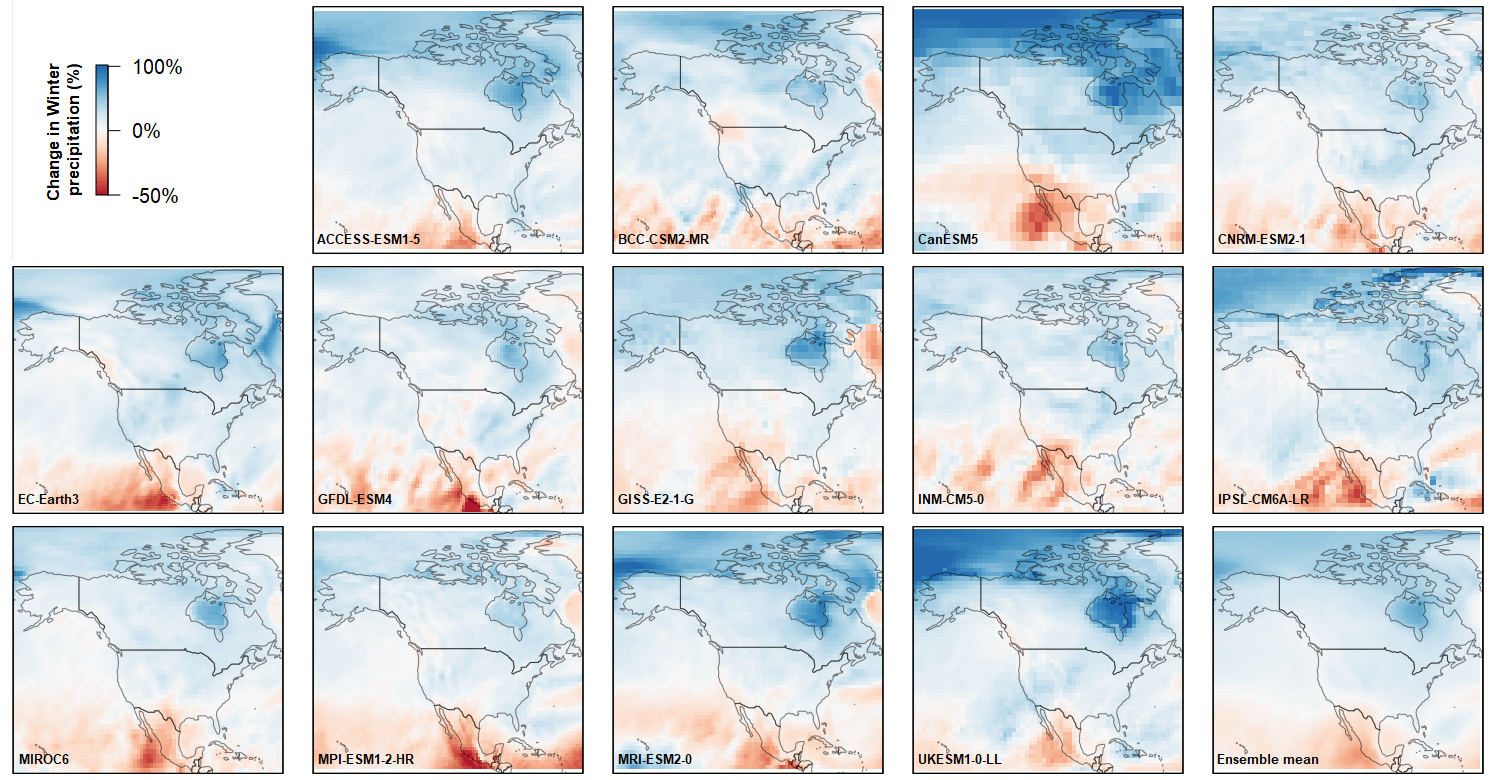 Change in Winter
precipitation (%)
100%
0%
-50%
ACCESS-ESM1-5
BCC-CSM2-MR
CanESM5
CNRM-ESM2-1
EC-Earth3
GFDL-ESM4
GISS-E2-1-G
INM-CM5-0
IPSL-CM6A-LR
MIROC6
MPI-ESM1-2-HR
MRI-ESM2-0
UKESM1-0-LL
Ensemble mean